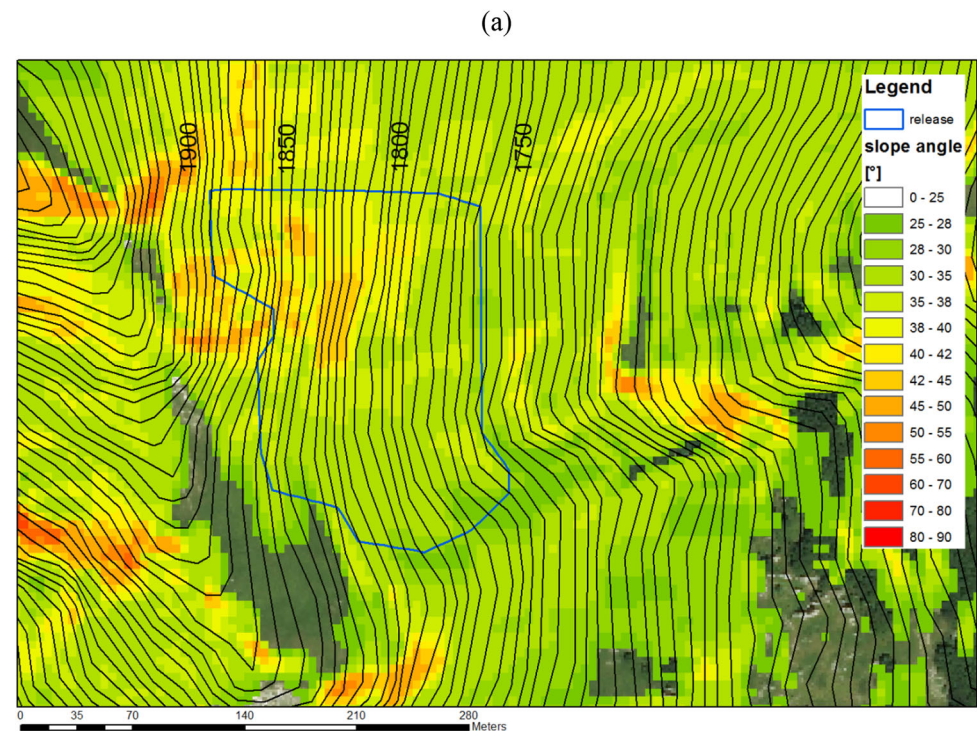 (a)
1900
1850
1800
1750
Legend
release
slope angle
[°]
0 - 25
25 - 28
28 - 30
30 - 35
35 - 38
38 - 40
40 - 42
42 - 45
45 - 50
50 - 55
55 - 60
60 - 70
70 - 80
80 - 90
0 35 70 140 210 280
Meters